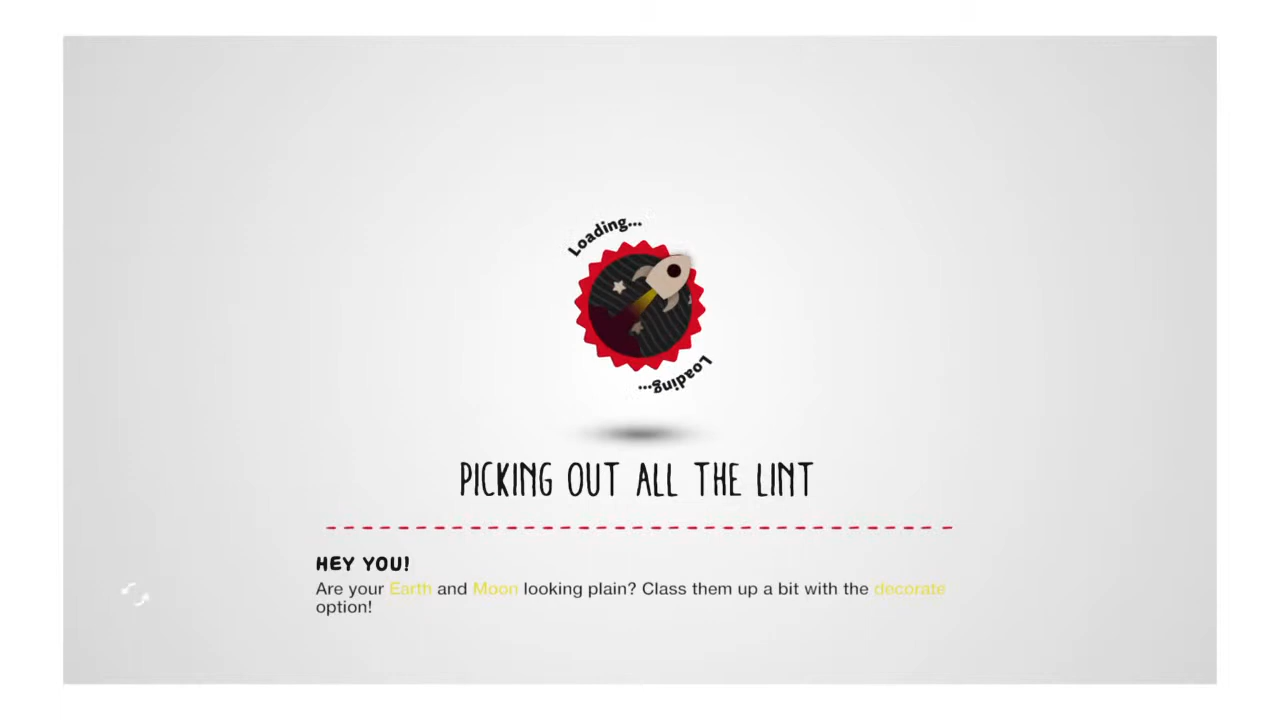 Loading...
Loading...
PICKING OUT ALL THE LINT
HEY YOU!
Are your Earth and Moon looking plain? Class them up a bit with the decorate
option!